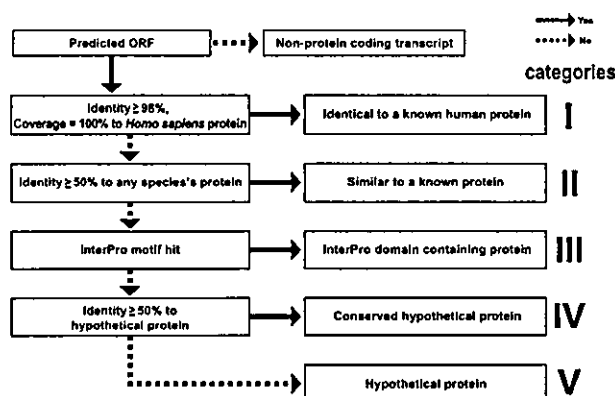 Yes
No
categories
Predicted ORF
Non-protein coding transcript
Identity ≥ 98%,
Coverage = 100% to Homo sapiens protein
Identical to a known human protein
I
Identity ≥ 50% to any species's protein
Similar to a known protein
II
InterPro motif hit
InterPro domain containing protein
III
Identity ≥ 50% to
hypothetical protein
Conserved hypothetical protein
IV
Hypothetical protein
V